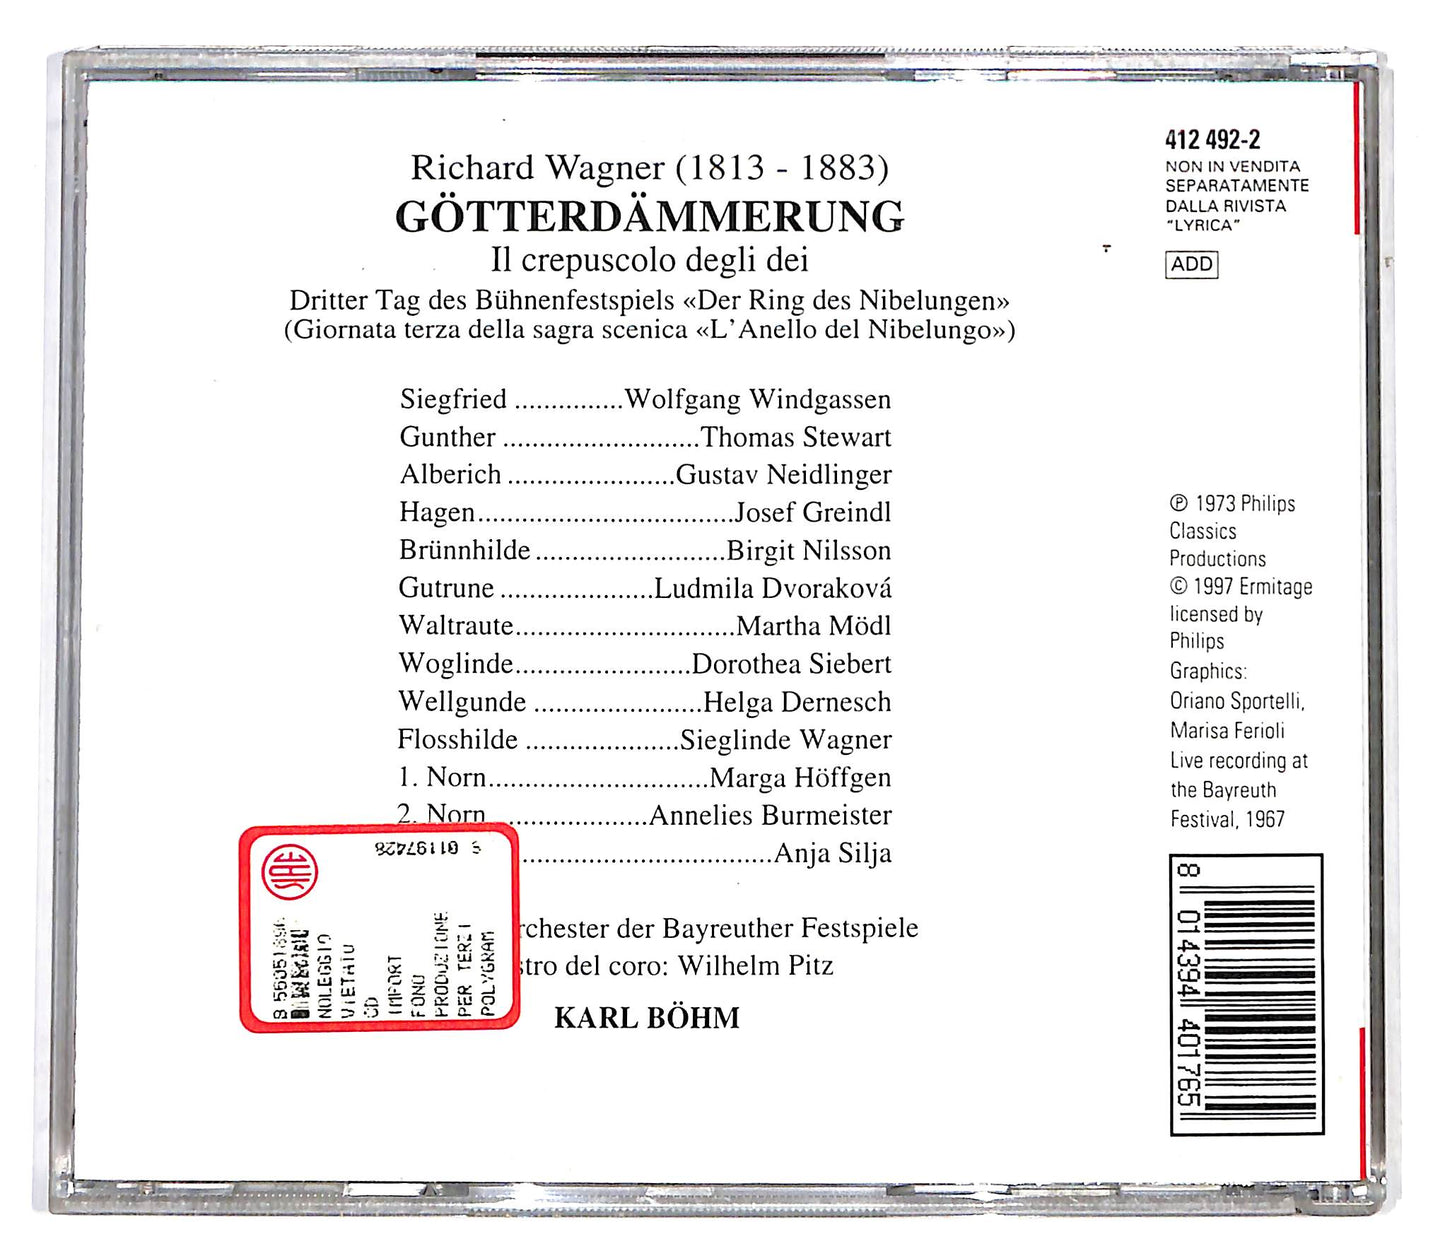 Richard Wagner (1813 - 1883)
GÖTTERDÄMMERUNG
Il crepuscolo degli dei
Dritter Tag des Bühnenfestspiels «Der Ring des Nibelungen»
(Giornata terza della sagra scenica «L'Anello del Nibelungo»)
Siegfried ...............Wolfgang Windgassen
Gunther ...........................Thomas Stewart
Alberich .......................Gustav Neidlinger
Hagen...................................Josef Greindl
Brünnhilde ..........................Birgit Nilsson
Gutrune .....................Ludmila Dvoraková
Waltraute..............................Martha Mödl
Woglinde........................Dorothea Siebert
Wellgunde .......................Helga Dernesch
Flosshilde .....................Sieglinde Wagner
1. Norn..............................Marga Höffgen
2. Norn ......................Annelies Burmeister
..................................Anja Silja
rchester der Bayreuther Festspiele
stro del coro: Wilhelm Pitz
KARL BÖHM
412 492-2
NON IN VENDITA
SEPARATAMENTE
DALLA RIVISTA
"LYRICA"
ADD
℗ 1973 Philips
Classics
Productions
© 1997 Ermitage
licensed by
Philips
Graphics:
Oriano Sportelli,
Marisa Ferioli
Live recording at
the Bayreuth
Festival, 1967
8 014394 401765
S 01197428
NOLEGGIO
VIETATO
CD
IMPORT
FONO
PRODUZIONE
PER TERZI
POLYGRAM